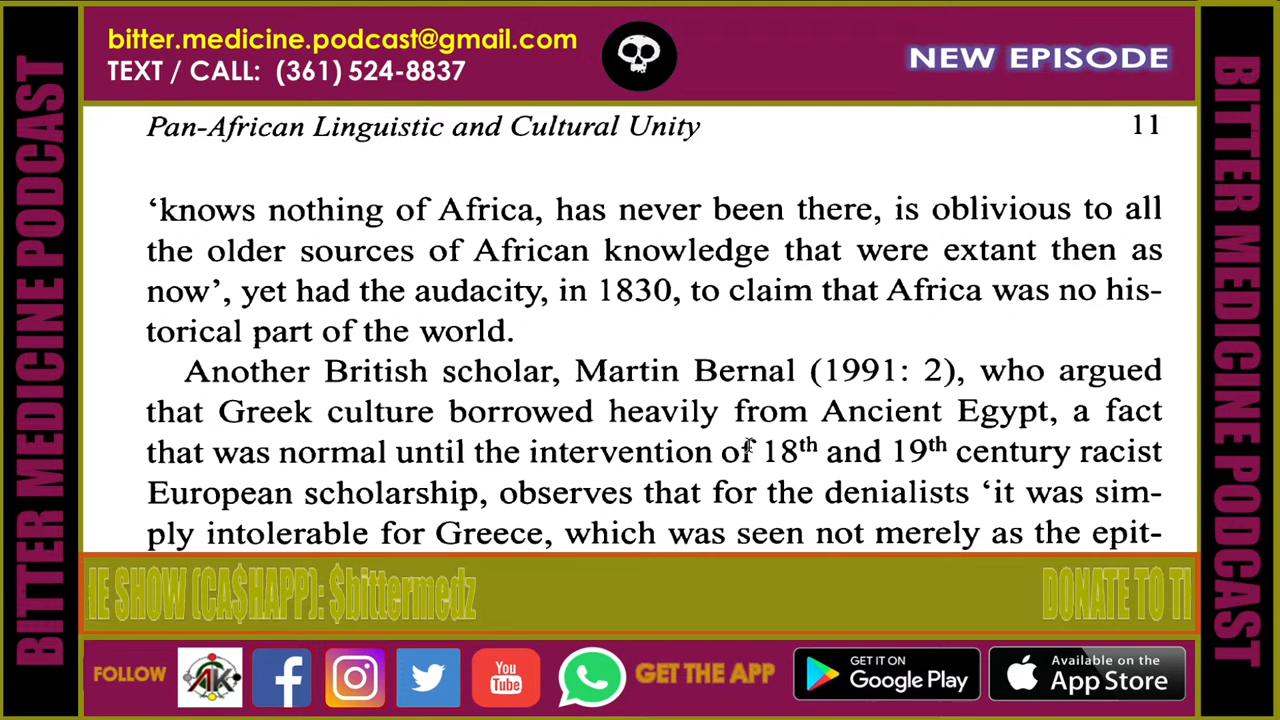 bitter.medicine.podcast@gmail.com
TEXT / CALL: (361) 524-8837
NEW EPISODE
BITTER MEDICINE PODCAST
Pan-African Linguistic and Cultural Unity 11
‘knows nothing of Africa, has never been there, is oblivious to all
the older sources of African knowledge that were extant then as
now’, yet had the audacity, in 1830, to claim that Africa was no his-
torical part of the world.
Another British scholar, Martin Bernal (1991: 2), who argued
that Greek culture borrowed heavily from Ancient Egypt, a fact
that was normal until the intervention of 18th and 19th century racist
European scholarship, observes that for the denialists ‘it was sim-
ply intolerable for Greece, which was seen not merely as the epit-
BITTER MEDICINE PODCAST
HE SHOW (CA$HAPP): $bittermedz
DONATE TO T
FOLLOW
You
Tube
GET THE APP
GET IT ON
Google Play
Available on the
App Store